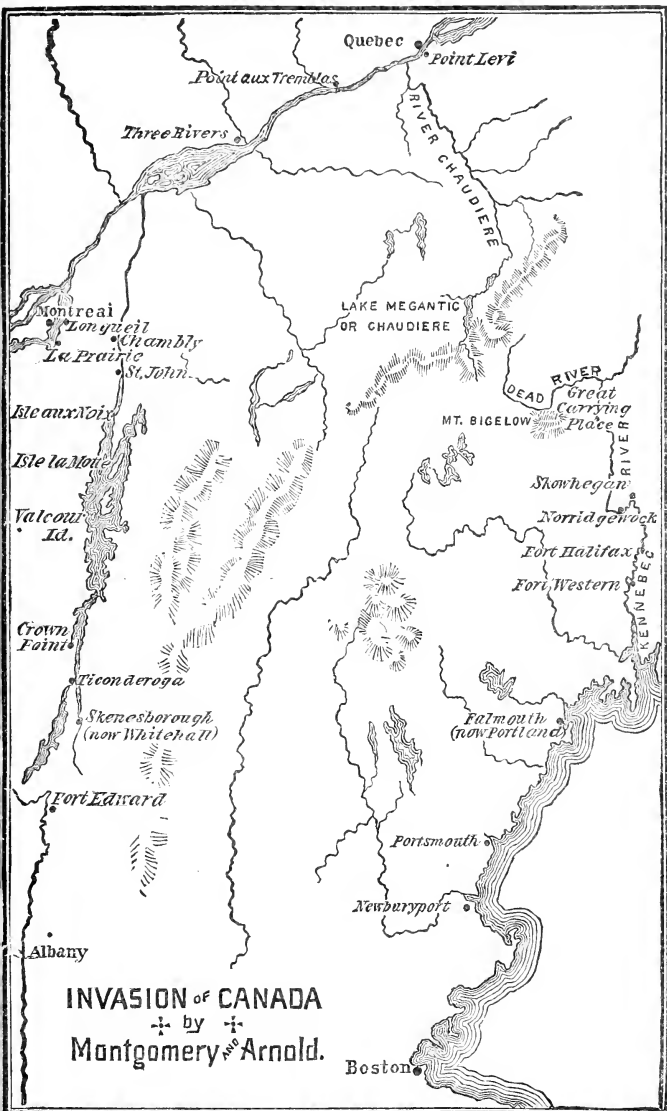 Quebec
Point Levi
Point aux Trembles
Three Rivers
RIVER CHAUDIERE
LAKE MEGANTIC
OR CHAUDIERE
Montreal
Longueil
Chambly
La Prairie
St. John
DEAD RIVER
Great
Carrying
Place
MT. BIGELOW
Isle aux Noix
Isle la Motte
Valcour
Id.
Skowhegan
Norridgewock
Fort Halifax
Fort Western
KENNEBEC RIVER
Crown
Point
Ticonderoga
Skenesborough
(now Whitehall)
Falmouth
(now Portland)
Fort Edward
Portsmouth
Newburyport
Albany
INVASION OF CANADA
by
Montgomery AND Arnold.
Boston